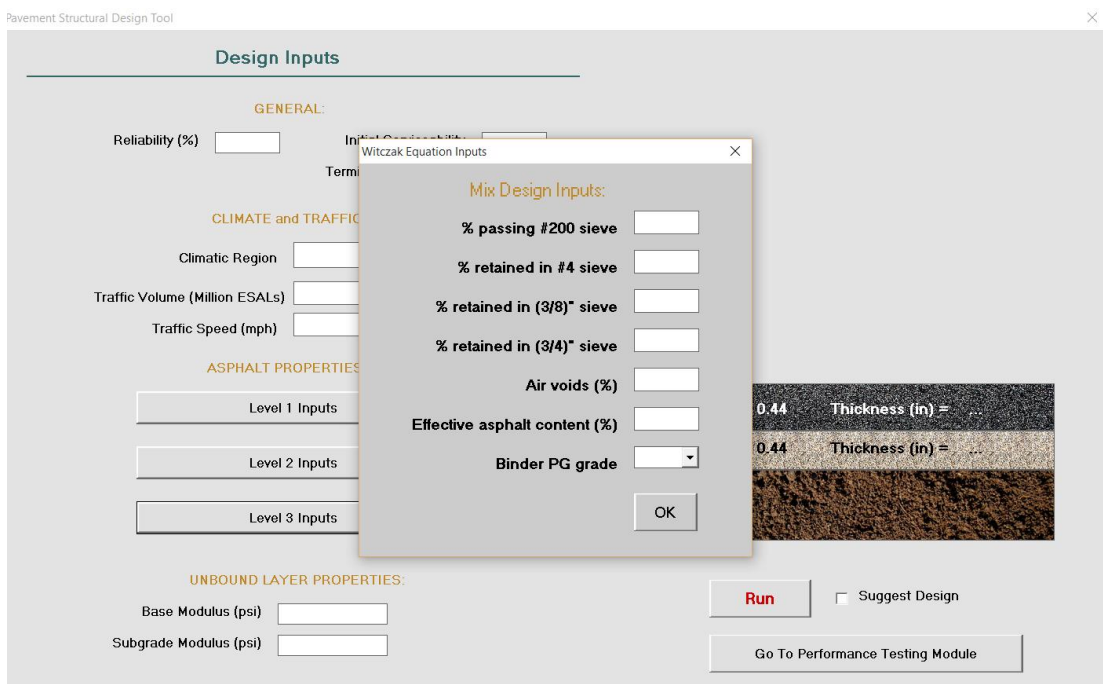 Pavement Structural Design Tool
Design Inputs
GENERAL:
Reliability (%)
Termi
CLIMATE and TRAFFIC
Climatic Region
Traffic Volume (Million ESALs)
Traffic Speed (mph)
ASPHALT PROPERTIES
Level 1 Inputs
Level 2 Inputs
Level 3 Inputs
UNBOUND LAYER PROPERTIES:
Base Modulus (psi)
Subgrade Modulus (psi)
Witczak Equation Inputs
Mix Design Inputs:
% passing #200 sieve
% retained in #4 sieve
% retained in (3/8)" sieve
% retained in (3/4)" sieve
Air voids (%)
Effective asphalt content (%)
Binder PG grade
OK
0.44 Thickness (in) = ...
0.44 Thickness (in) = ...
Run
Suggest Design
Go To Performance Testing Module